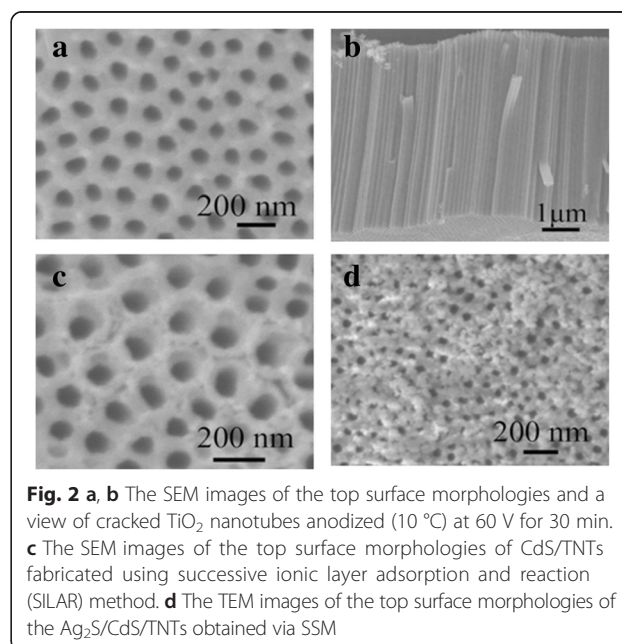 a
b
200 nm
1μm
c
d
200 nm
200 nm
Fig. 2 a, b The SEM images of the top surface morphologies and a
view of cracked TiO₂ nanotubes anodized (10 °C) at 60 V for 30 min.
c The SEM images of the top surface morphologies of CdS/TNTs
fabricated using successive ionic layer adsorption and reaction
(SILAR) method. d The TEM images of the top surface morphologies of
the Ag₂S/CdS/TNTs obtained via SSM